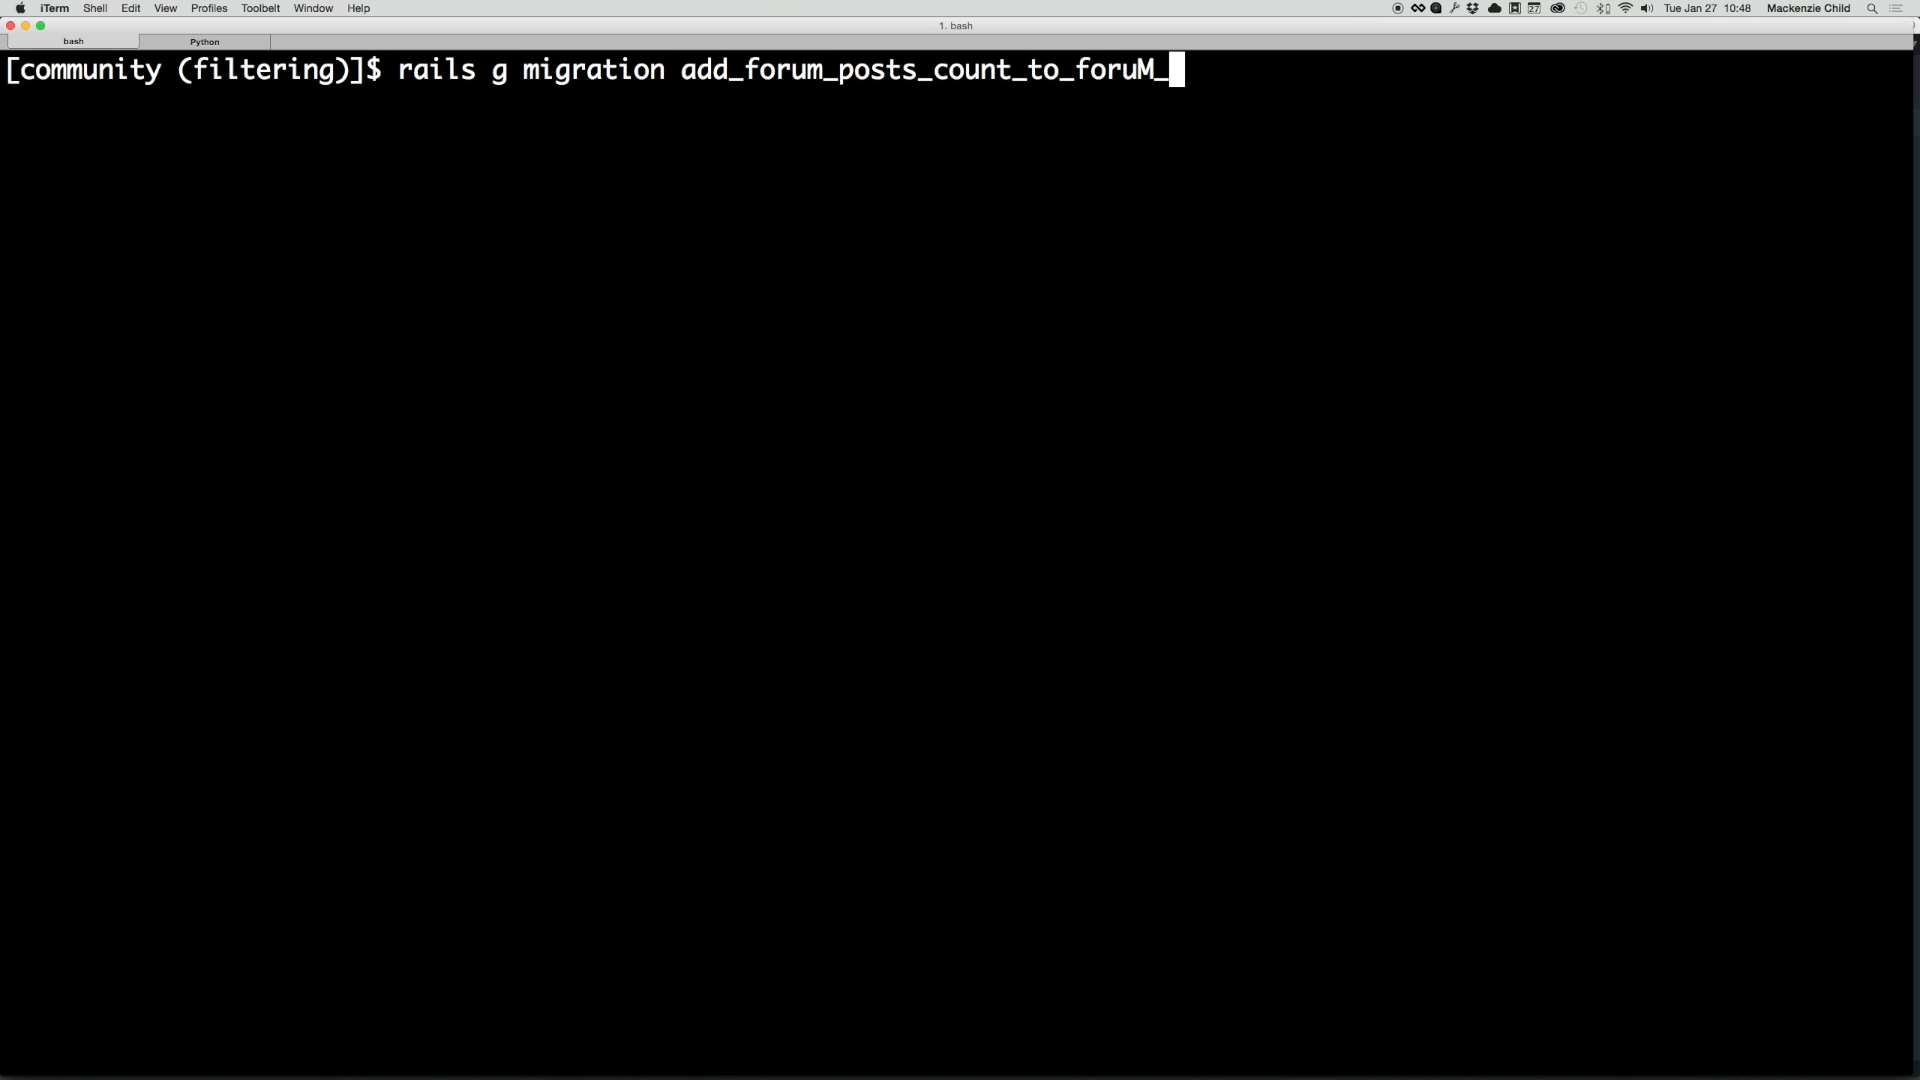 iTerm Shell Edit View Profiles Toolbelt Window Help 27 Tue Jan 27 10:48 Mackenzie Child
1. bash
bash Python
[community (filtering)]$ rails g migration add_forum_posts_count_to_foruM_